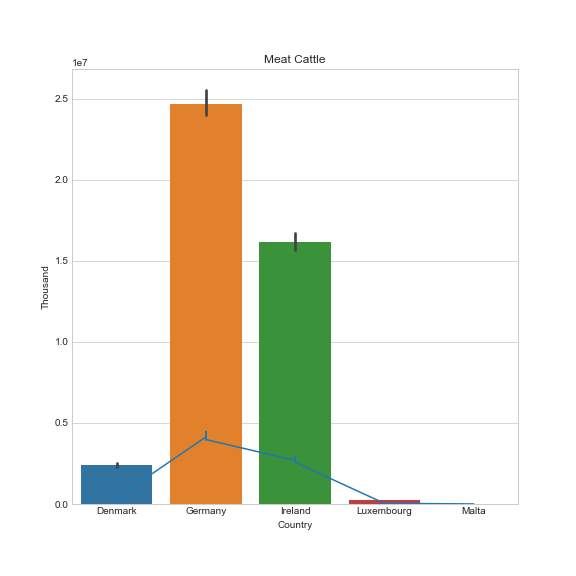 Meat Cattle
1e7
2.5
2.0
1.5
1.0
0.5
0.0
Thousand
Denmark Germany Ireland Luxembourg Malta
Country